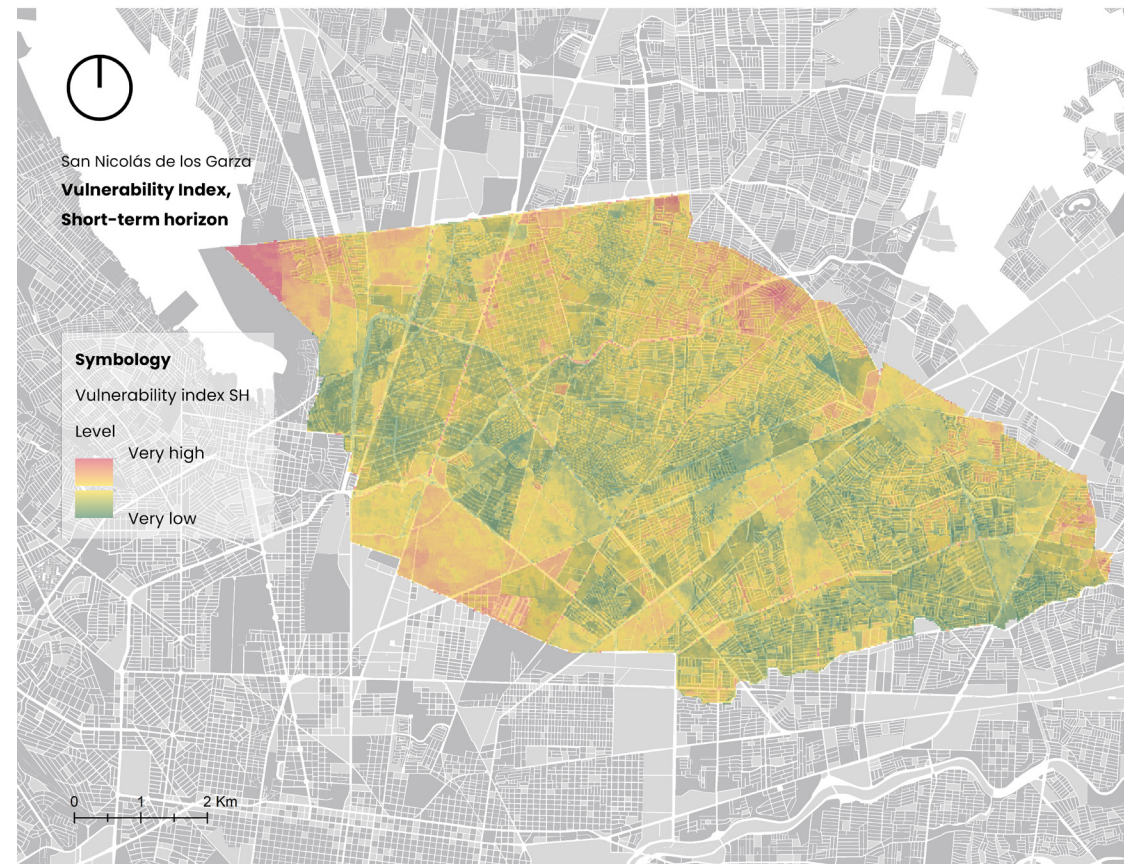 San Nicolás de los Garza
Vulnerability Index,
Short-term horizon
Symbology
Vulnerability index SH
Level
Very high
Very low
0 1 2 Km